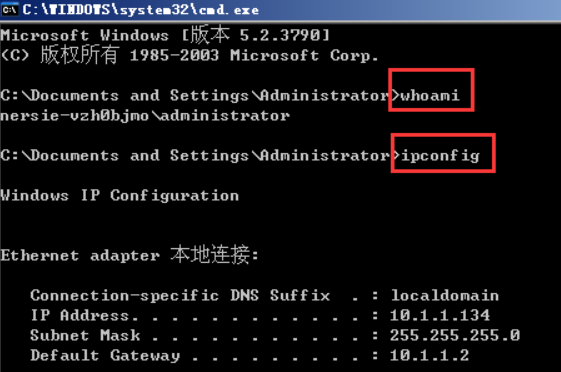 C:\WINDOWS\system32\cmd.exe
Microsoft Windows [版本 5.2.3790]
(C) 版权所有 1985-2003 Microsoft Corp.
C:\Documents and Settings\Administrator>whoami
nersie-vzh0bjmo\administrator
C:\Documents and Settings\Administrator>ipconfig
Windows IP Configuration
Ethernet adapter 本地连接:
Connection-specific DNS Suffix  . : localdomain
IP Address. . . . . . . . . . . . : 10.1.1.134
Subnet Mask . . . . . . . . . . . : 255.255.255.0
Default Gateway . . . . . . . . . : 10.1.1.2